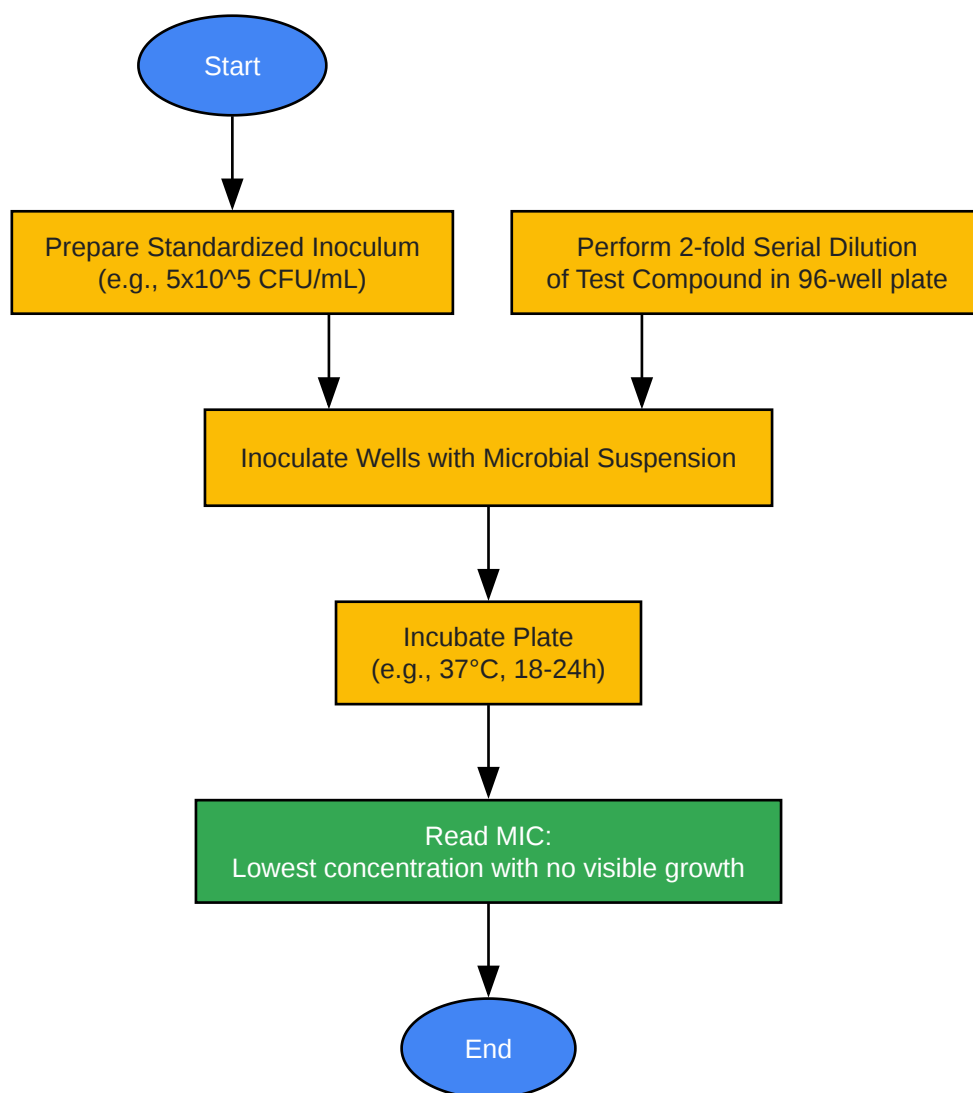 Start
Prepare Standardized Inoculum
(e.g., 5x10^5 CFU/mL)
Perform 2-fold Serial Dilution
of Test Compound in 96-well plate
Inoculate Wells with Microbial Suspension
Incubate Plate
(e.g., 37°C, 18-24h)
Read MIC:
Lowest concentration with no visible growth
End